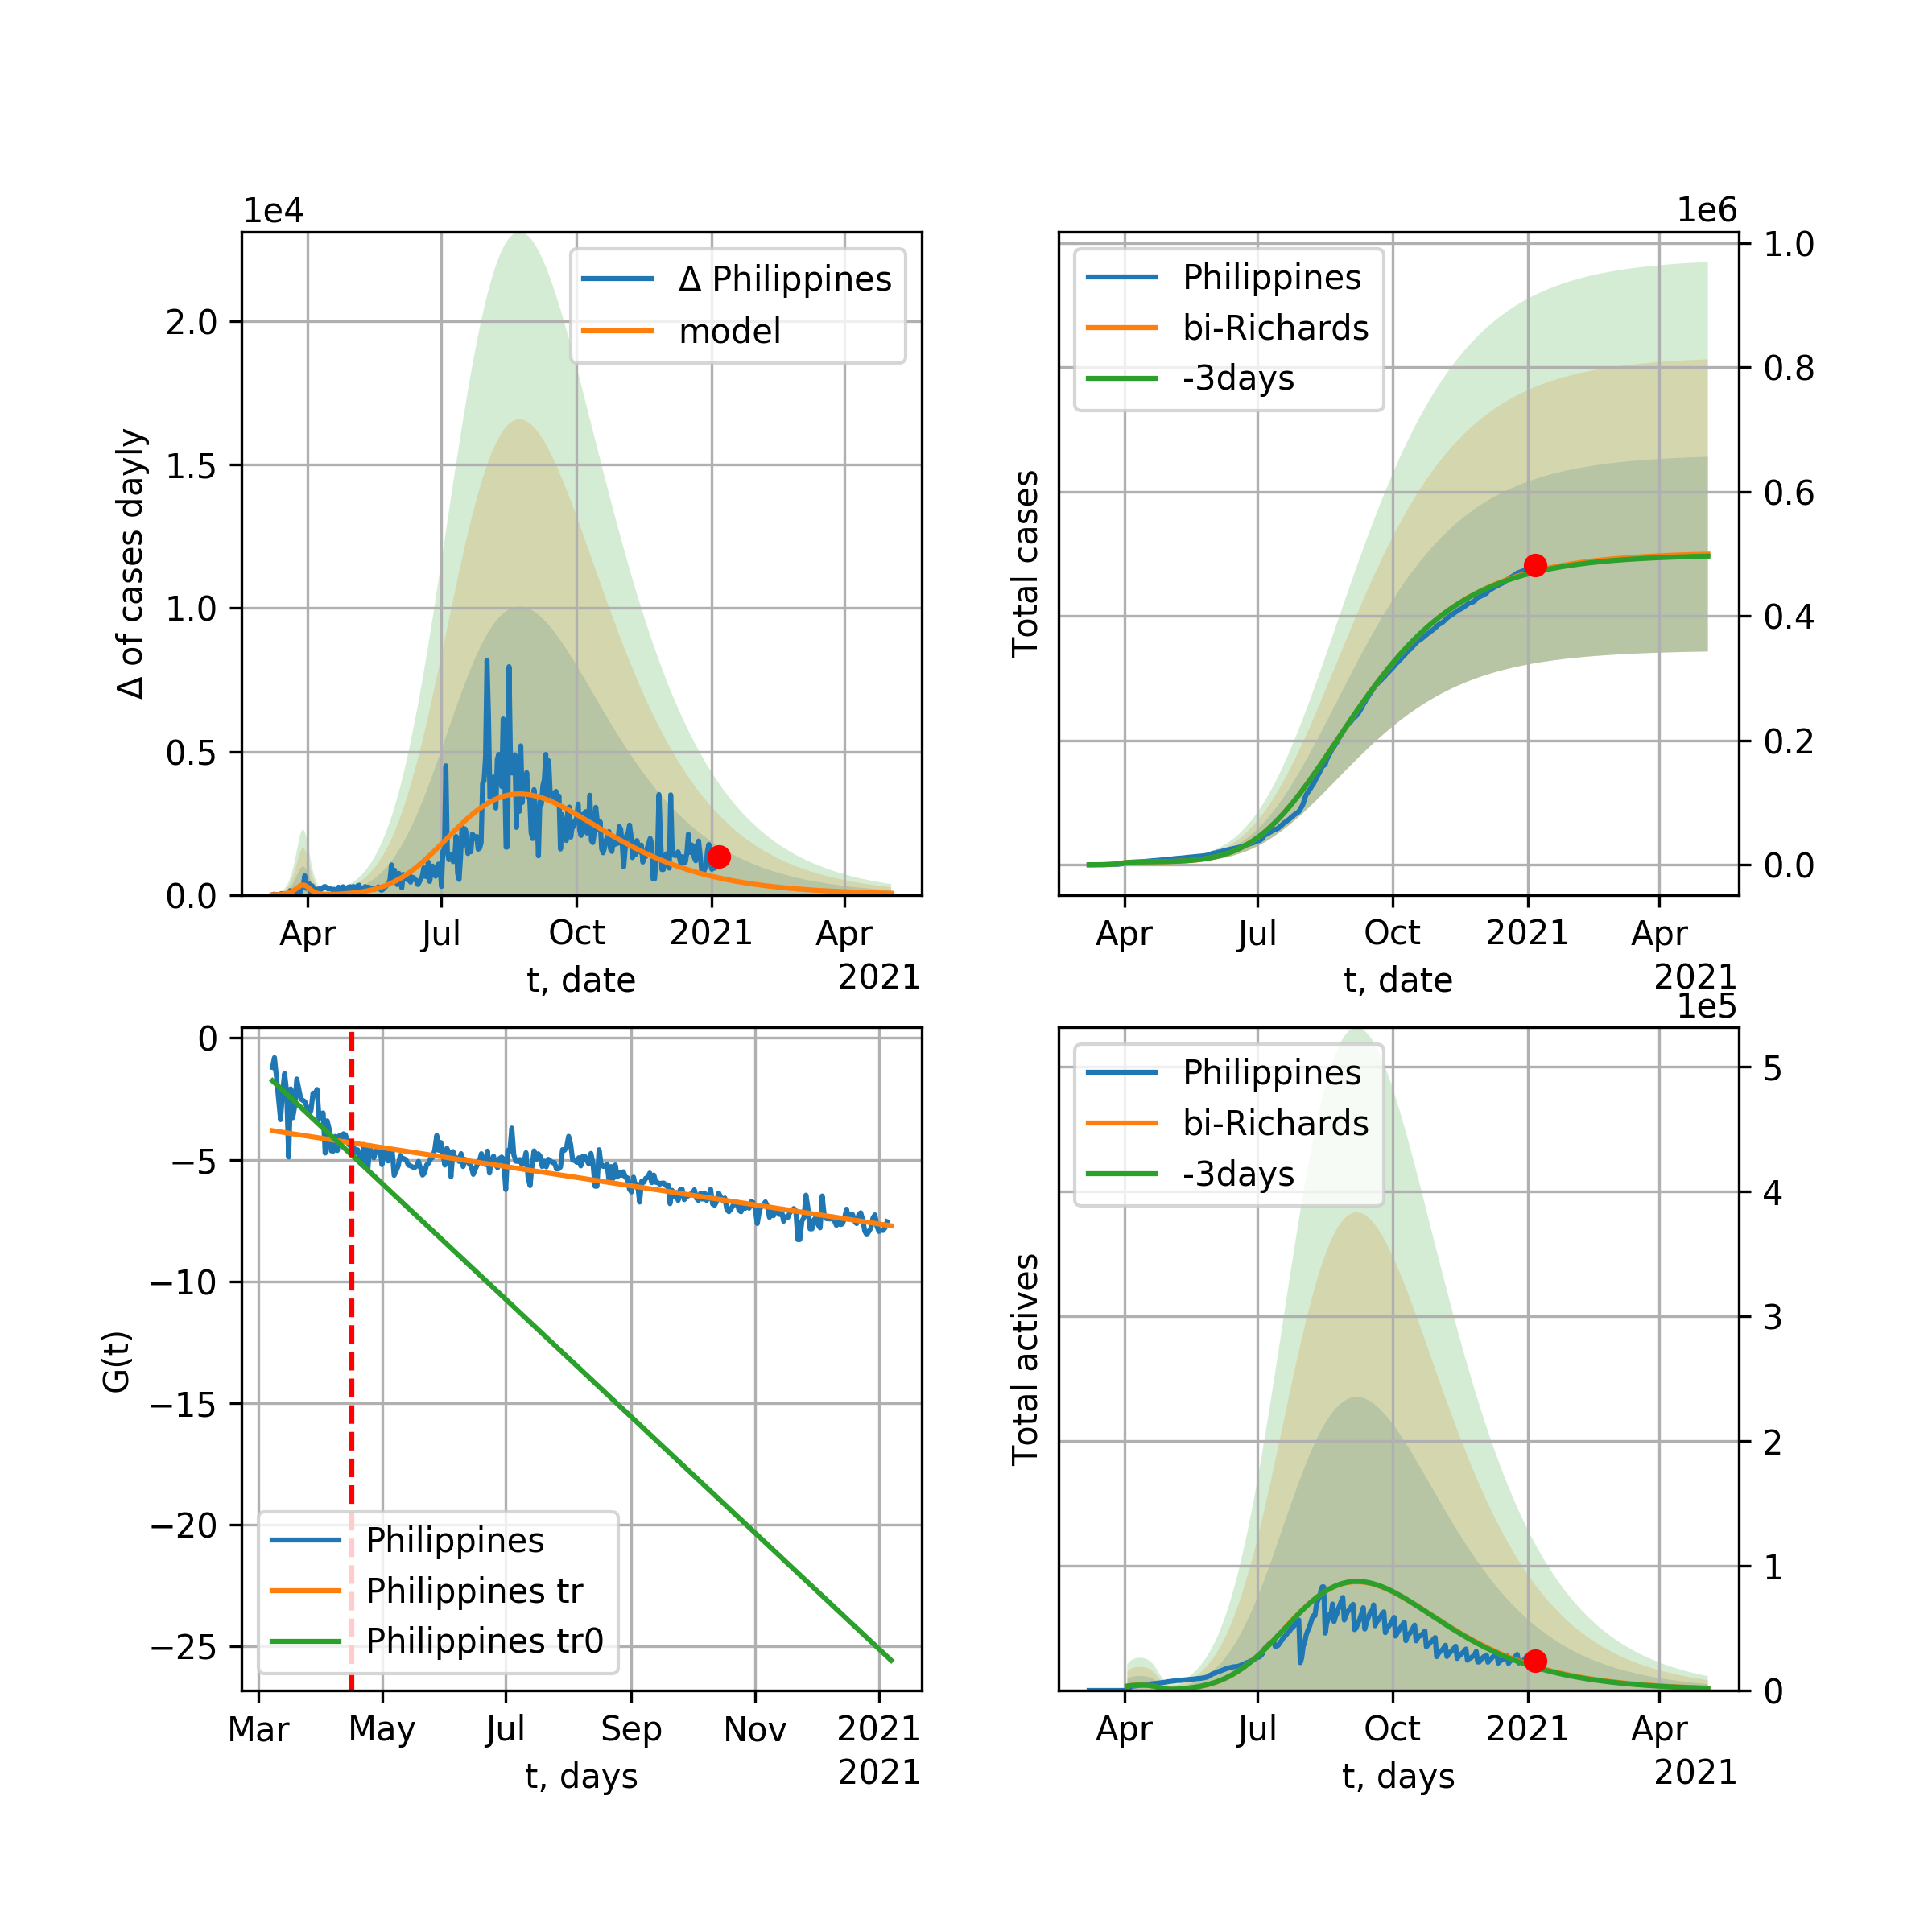 1e4
Δ of cases dayly
2.0
1.5
1.0
0.5
0.0
Δ Philippines
model
Apr Jul Oct 2021 Apr
t, date 2021
1e6
Total cases
Philippines
bi-Richards
-3days
1.0
0.8
0.6
0.4
0.2
0.0
Apr Jul Oct 2021 Apr
t, date 2021
G(t)
0
−5
−10
−15
−20
−25
Philippines
Philippines tr
Philippines tr0
Mar May Jul Sep Nov 2021
t, days 2021
1e5
Total actives
Philippines
bi-Richards
-3days
5
4
3
2
1
0
Apr Jul Oct 2021 Apr
t, days 2021